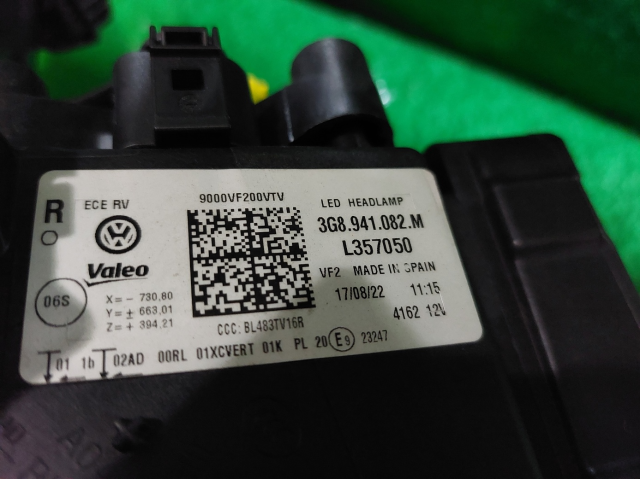 R ECE RV
9000VF200VTV
LED HEADLAMP
3G8.941.082.M
L357050
Valeo
VF2 MADE IN SPAIN
06S
X=- 730,80
Y=± 663,01
Z=+ 394,21
17/08/22 11:15
CCC: BL483TV16R
4162 12V
01 1b 02AD 00RL 01XCVERT 01K PL 20 E9 23247